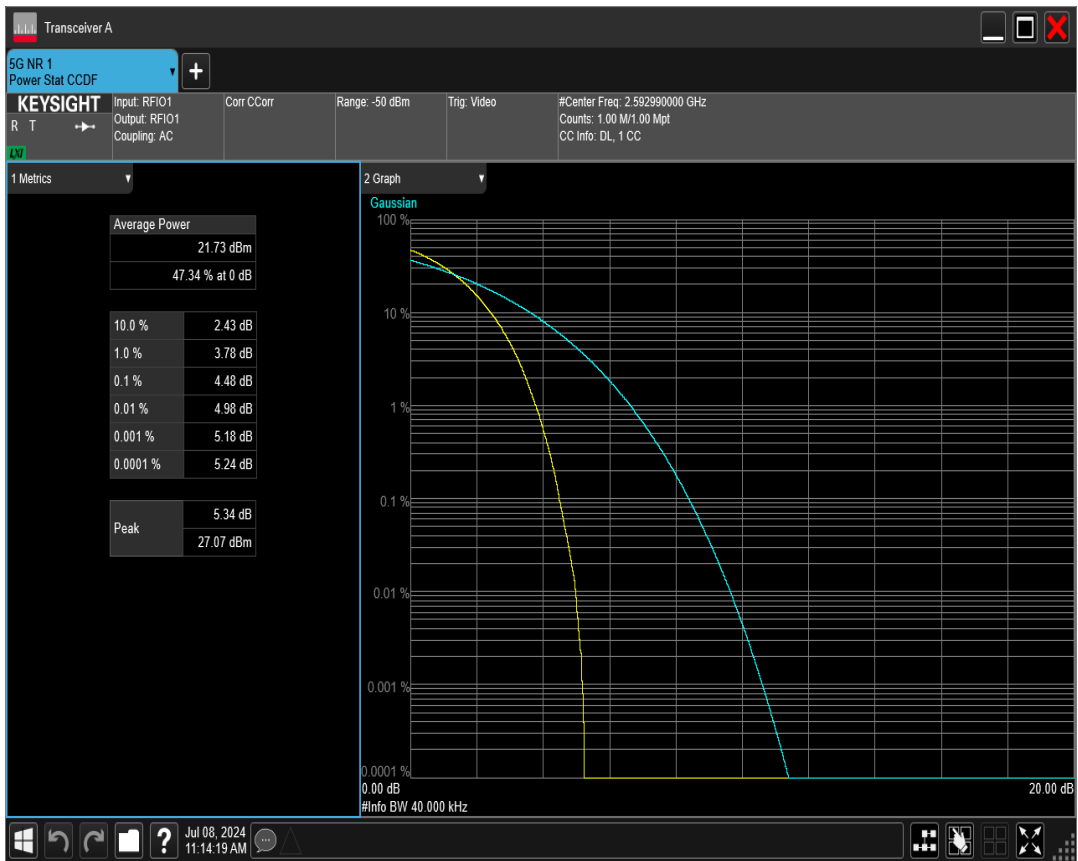 Transceiver A
5G NR 1
Power Stat CCDF
+
KEYSIGHT
R T
LXI
Input: RFIO1
Output: RFIO1
Coupling: AC
Corr CCorr
Range: -50 dBm
Trig: Video
#Center Freq: 2.592990000 GHz
Counts: 1.00 M/1.00 Mpt
CC Info: DL, 1 CC
1 Metrics
Average Power
21.73 dBm
47.34 % at 0 dB
10.0 % 2.43 dB
1.0 % 3.78 dB
0.1 % 4.48 dB
0.01 % 4.98 dB
0.001 % 5.18 dB
0.0001 % 5.24 dB
Peak 5.34 dB
27.07 dBm
2 Graph
Gaussian
100 %
10 %
1 %
0.1 %
0.01 %
0.001 %
0.0001 %
0.00 dB 20.00 dB
#Info BW 40.000 kHz
?
Jul 08, 2024
11:14:19 AM